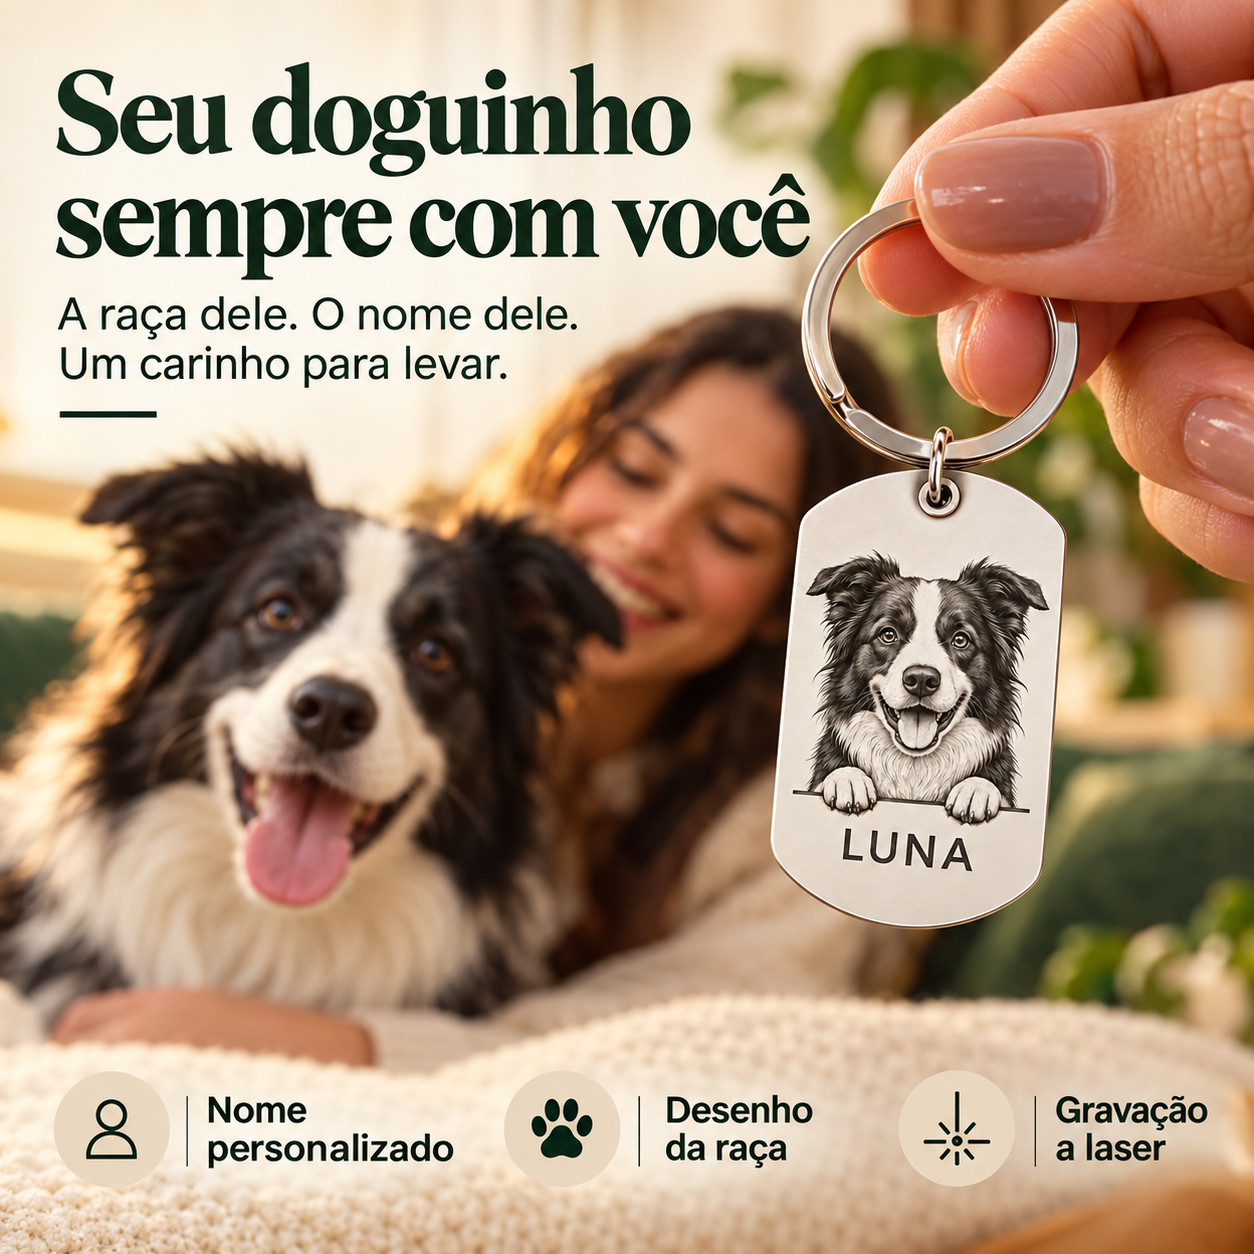 Seu doguinho
sempre com você
A raça dele. O nome dele.
Um carinho para levar.
LUNA
Nome
personalizado
Desenho
da raça
Gravação
a laser